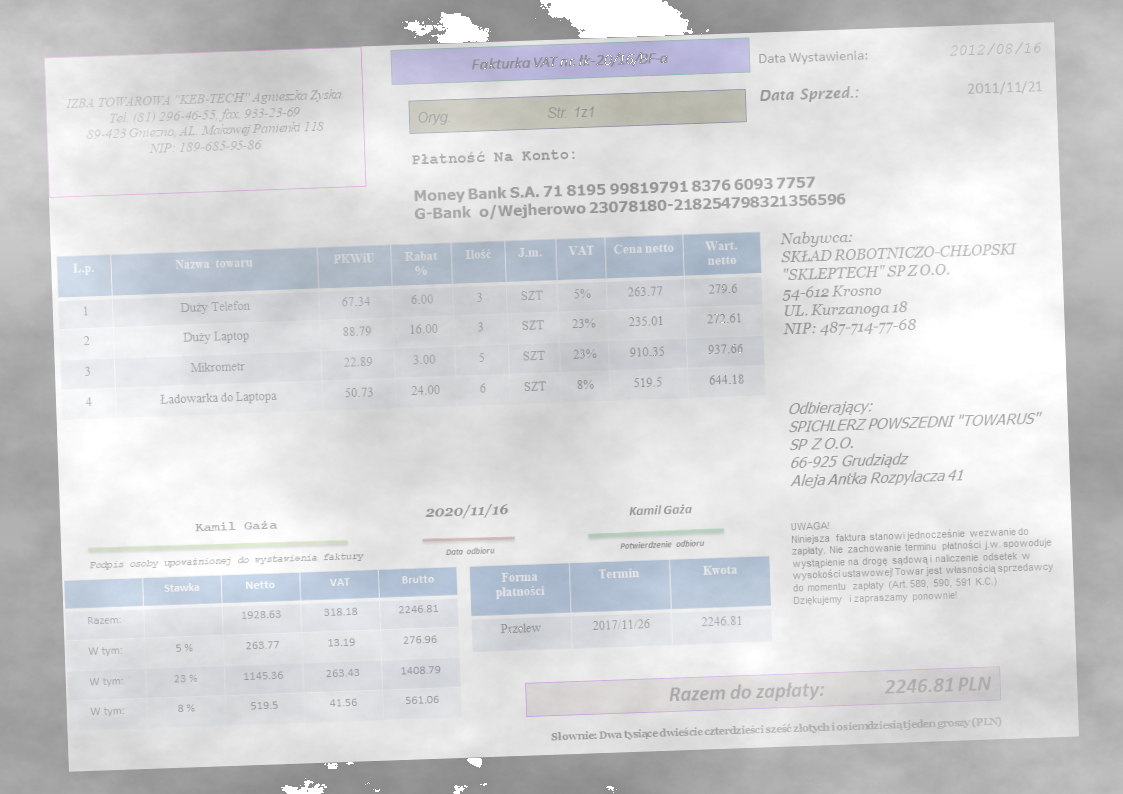 IZBA TOWAROWA "KEB-TECH" Agnieszka Zyska
Tel. (81) 296-46-55, fax. 933-23-69
89-423 Gniezno, AL. Makowej Panienki 118
NIP: 189-685-95-86
Fakturka VAT nr
Oryg. Str. 1z1
Data Wystawienia: 2012/08/16
Data Sprzed.: 2011/11/21
Płatność Na Konto:
Money Bank S.A. 71 8195 99819791 8376 6093 7757
G-Bank o/Wejherowo 23078180-218254798321356596
L.p. Nazwa towaru PKWiU Rabat % Ilość J.m. VAT Cena netto Wart. netto
1 Duży Telefon 67.34 6.00 3 SZT 5% 263.77 279.6
2 Duży Laptop 88.79 16.00 3 SZT 23% 235.01 272.61
3 Mikrometr 22.89 3.00 5 SZT 23% 910.35 937.66
4 Ładowarka do Laptopa 50.73 24.00 6 SZT 8% 519.5 644.18
Nabywca:
SKŁAD ROBOTNICZO-CHŁOPSKI
"SKLEPTECH" SP Z O.O.
54-612 Krosno
UL. Kurzanoga 18
NIP: 487-714-77-68
Odbierający:
SPICHLERZ POWSZEDNI "TOWARUS"
SP Z O.O.
66-925 Grudziądz
Aleja Antka Rozpylacza 41
Kamil Gaża
Podpis osoby upoważnionej do wystawienia faktury
2020/11/16
Data odbioru
Kamil Gaża
Potwierdzenie odbioru
UWAGA!
Niniejsza faktura stanowi jednocześnie wezwanie do
zapłaty. Nie zachowanie terminu płatności j.w. spowoduje
wystąpienie na drogę sądową i naliczenie odsetek w
wysokości ustawowej! Towar jest własnością sprzedawcy
do momentu zapłaty (Art. 589, 590, 591 K.C.)
Dziękujemy i zapraszamy ponownie!
Stawka Netto VAT Brutto
Razem: 1928.63 318.18 2246.81
W tym: 5 % 263.77 13.19 276.96
W tym: 23 % 1145.36 263.43 1408.79
W tym: 8 % 519.5 41.56 561.06
Forma płatności Termin Kwota
Przelew 2017/11/26 2246.81
Razem do zapłaty: 2246.81 PLN
Słownie: Dwa tysiące dwieście czterdzieści sześć złotych i osiemdziesiąt jeden groszy (PLN)